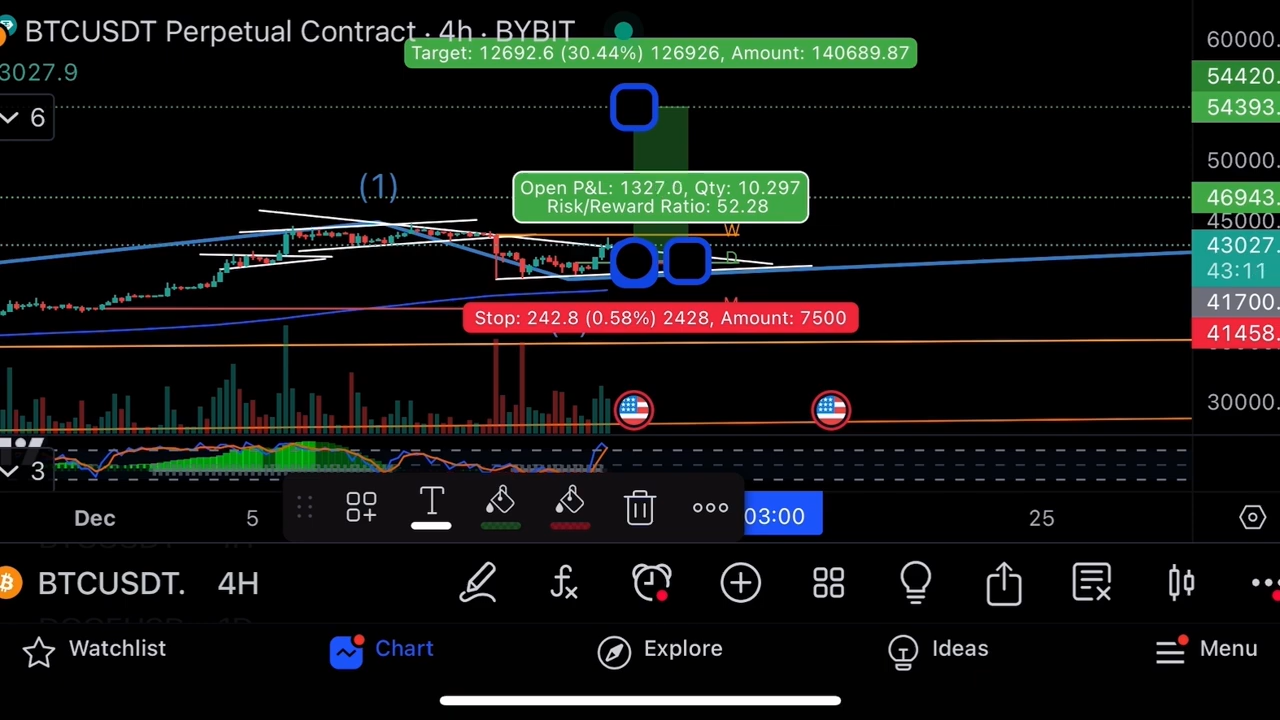 BTCUSDT Perpetual Contract · 4h · BYBIT
Target: 12692.6 (30.44%) 126926, Amount: 140689.87
3027.9
6
(1)
Open P&L: 1327.0, Qty: 10.297
Risk/Reward Ratio: 52.28
W
D
Stop: 242.8 (0.58%) 2428, Amount: 7500
60000.
54420.
54393.
50000.
46943.
45000.
43027.
43:11
41700.
41458.
30000.
3
Dec
5
T
03:00
25
BTCUSDT. 4H
Watchlist
Chart
Explore
Ideas
Menu